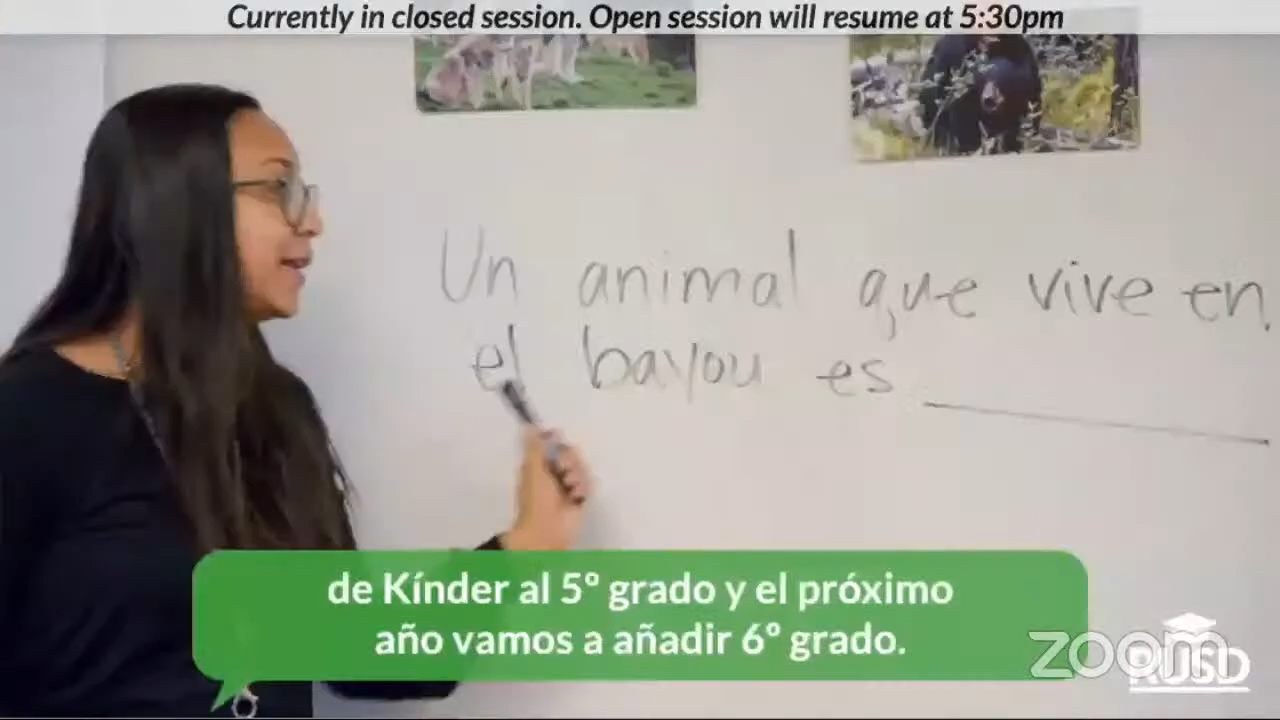 Currently in closed session. Open session will resume at 5:30pm
Un animal que vive en
el bayou es
de Kínder al 5º grado y el próximo
año vamos a añadir 6º grado.
zoom
RUSD